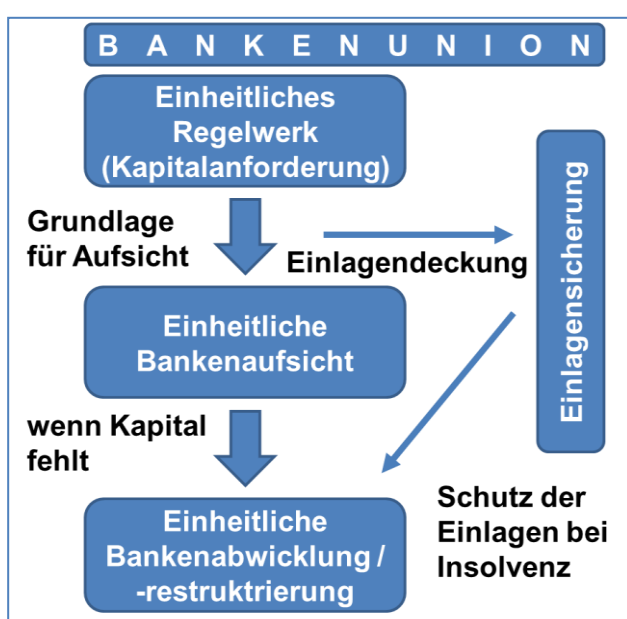 B A N K E N U N I O N
Einheitliches
Regelwerk
(Kapitalanforderung)
Grundlage
für Aufsicht
Einlagendeckung
Einlagensicherung
Einheitliche
Bankenaufsicht
wenn Kapital
fehlt
Einheitliche
Bankenabwicklung /
-restruktrierung
Schutz der
Einlagen bei
Insolvenz